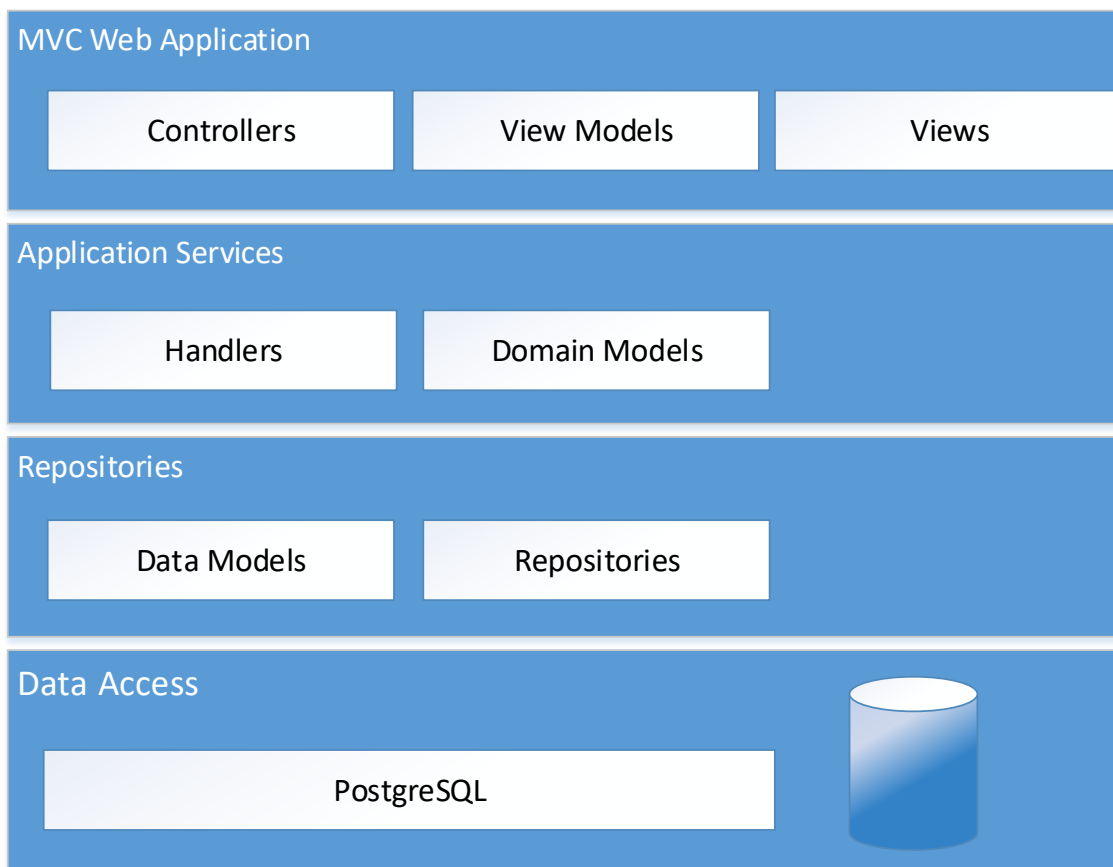 MVC Web Application
Controllers
View Models
Views
Application Services
Handlers
Domain Models
Repositories
Data Models
Repositories
Data Access
PostgreSQL